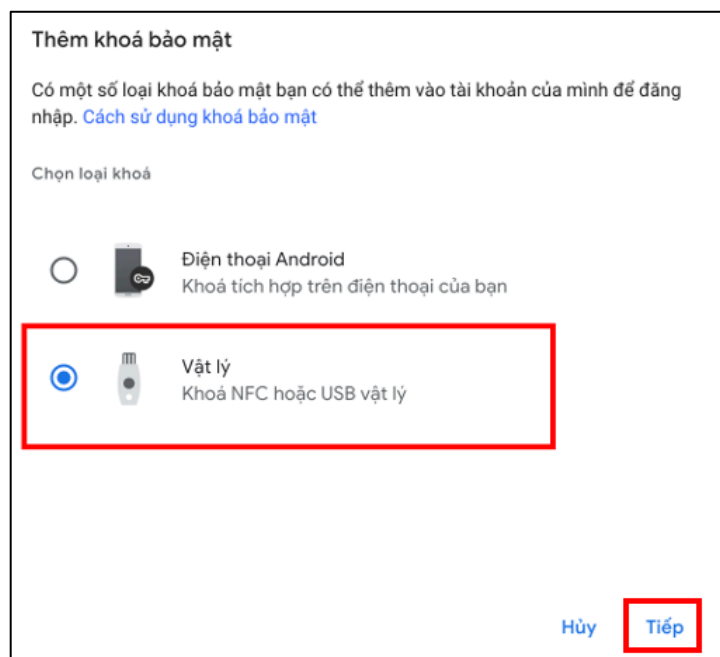 Thêm khoá bảo mật
Có một số loại khoá bảo mật bạn có thể thêm vào tài khoản của mình để đăng
nhập. Cách sử dụng khoá bảo mật
Chọn loại khoá
Điện thoại Android
Khoá tích hợp trên điện thoại của bạn
Vật lý
Khoá NFC hoặc USB vật lý
Hủy Tiếp